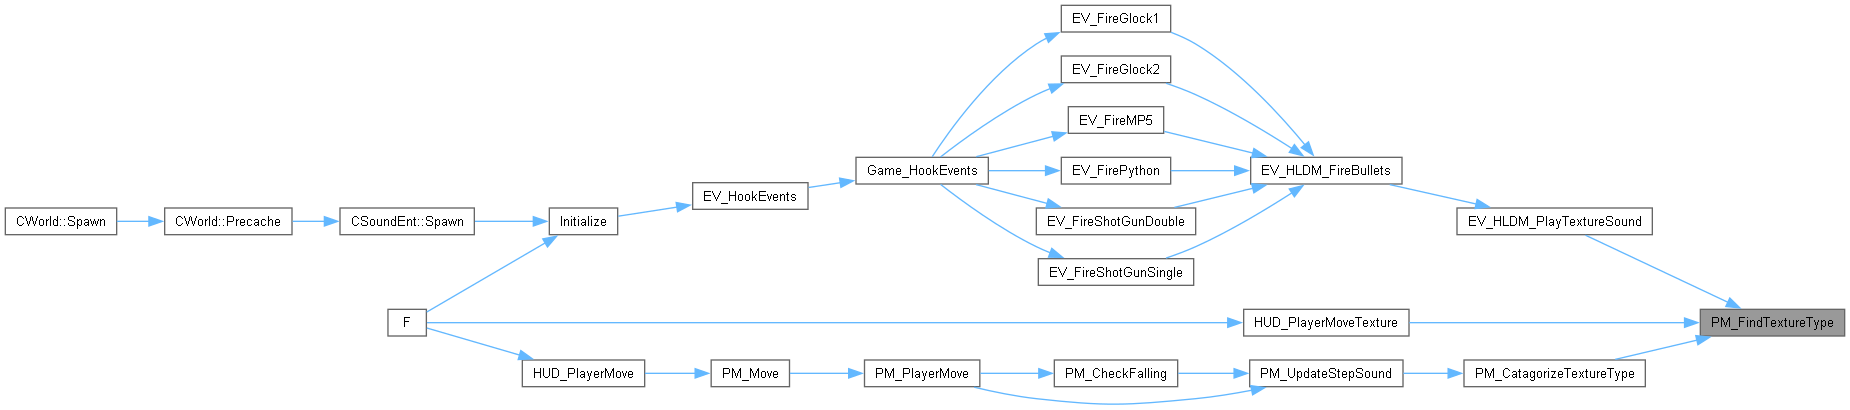 EV_FireGlock1
EV_FireGlock2
EV_FireMP5
Game_HookEvents
EV_FirePython
EV_HLDM_FireBullets
EV_HookEvents
CWorld::Spawn
CWorld::Precache
CSoundEnt::Spawn
Initialize
EV_FireShotGunDouble
EV_HLDM_PlayTextureSound
EV_FireShotGunSingle
F
HUD_PlayerMoveTexture
PM_FindTextureType
HUD_PlayerMove
PM_Move
PM_PlayerMove
PM_CheckFalling
PM_UpdateStepSound
PM_CatagorizeTextureType